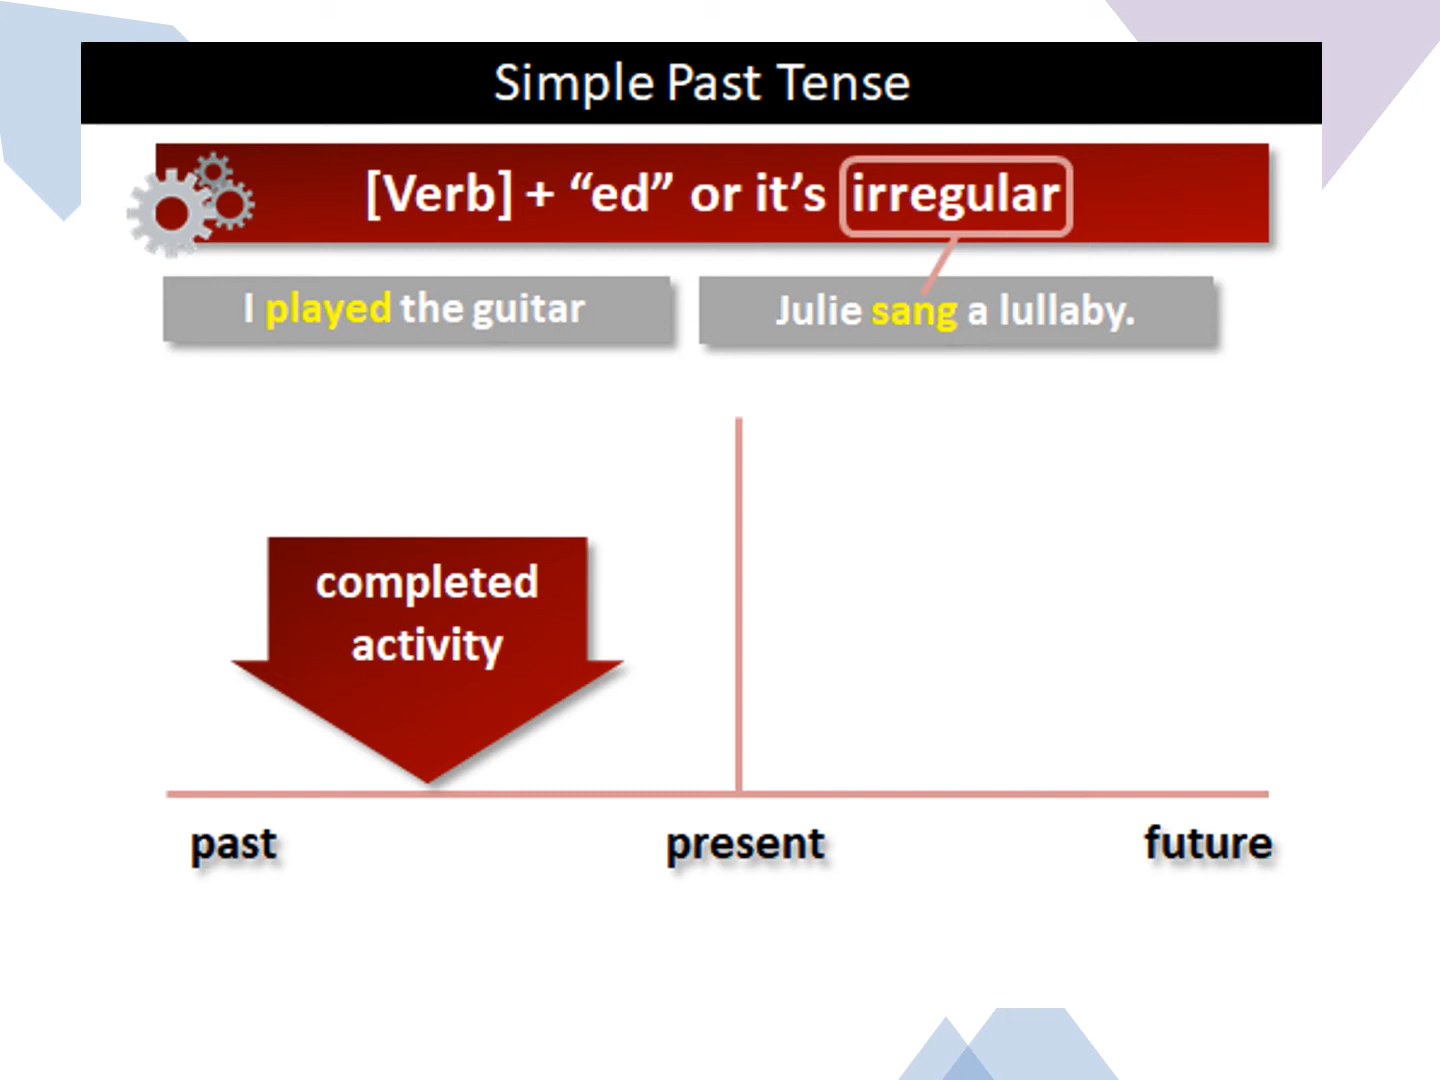 Simple Past Tense
[Verb] + “ed” or it’s irregular
I played the guitar
Julie sang a lullaby.
completed
activity
past
present
future